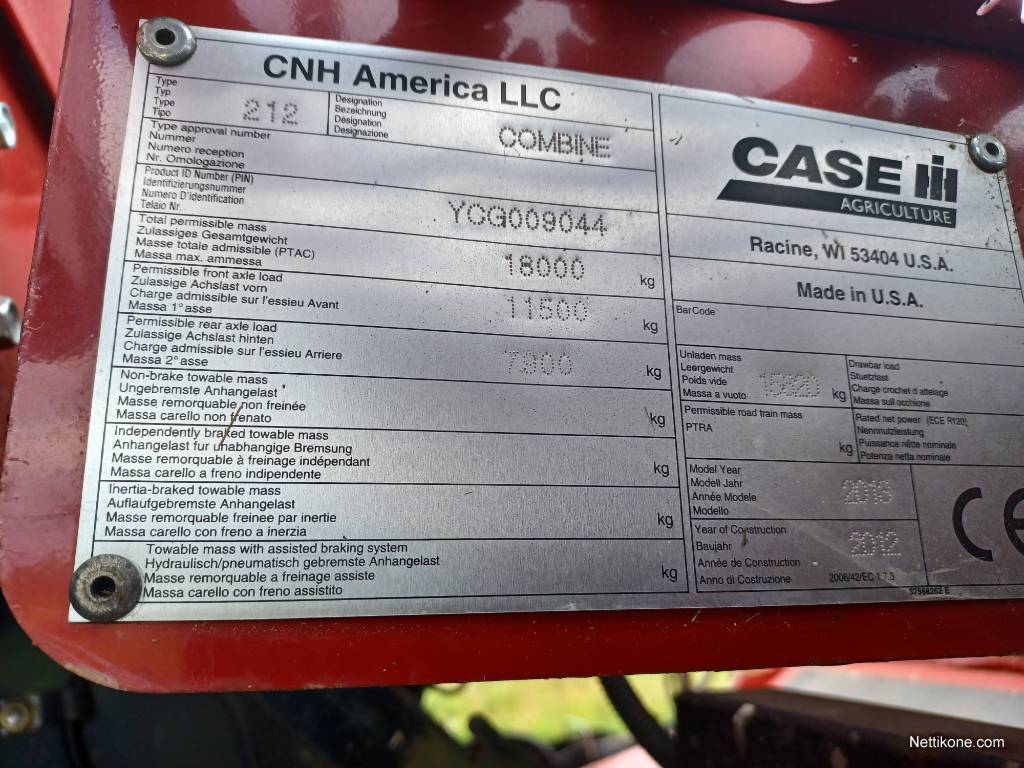 CNH America LLC
Type
Typ
Type
Tipo
212
Designation
Bezeichnung
Désignation
Designazione
COMBINE
Type approval number
Nummer
Numero reception
Nr. Omologazione
Product ID Number (PIN)
Identifizierungsnummer
Numero D'identification
Telaio Nr.
YCG009044
Total permissible mass
Zulassiges Gesamtgewicht
Masse totale admissible (PTAC)
Massa max. ammessa
18000
kg
Permissible front axle load
Zulassige Achslast vorn
Charge admissible sur l'essieu Avant
Massa 1° asse
11500
kg
Permissible rear axle load
Zulassige Achslast hinten
Charge admissible sur l'essieu Arriere
Massa 2° asse
7300
kg
Non-brake towable mass
Ungebremste Anhangelast
Masse remorquable non freinée
Massa carello non frenato
kg
Independently braked towable mass
Anhangelast fur unabhangige Bremsung
Masse remorquable à freinage indépendant
Massa carello a freno indipendente
kg
Inertia-braked towable mass
Auflaufgebremste Anhangelast
Masse remorquable freinee par inertie
Massa carello con freno a inerzia
kg
Towable mass with assisted braking system
Hydraulisch/pneumatisch gebremste Anhangelast
Masse remorquable a freinage assiste
Massa carello con freno assistito
kg
CASE IH
AGRICULTURE
Racine, WI 53404 U.S.A.
Made in U.S.A.
BarCode
Unladen mass
Leergewicht
Poids vide
Massa a vuoto
kg
Drawbar load
Stuetzlast
Charge crochet d attelage
Massa sull occhione
Permissible road train mass
PTRA
kg
Rated net power (ECE R120)
Nennnutzleistung
Puissance nètte nominale
Potenza netta nominale
Model Year
Modell Jahr
Année Modele
Modello
Year of Construction
Baujahr
Année de Construction
Anno di Costruzione
2012
2006/42/EC 1.7.3
CE
Nettikone.com